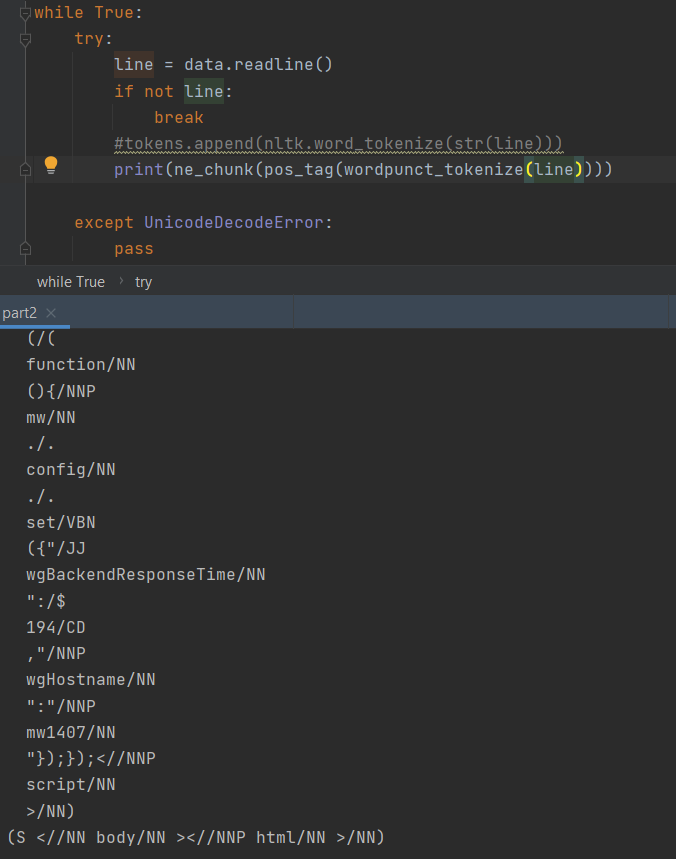 while True:
try:
line = data.readline()
if not line:
break
#tokens.append(nltk.word_tokenize(str(line)))
print(ne_chunk(pos_tag(wordpunct_tokenize(line))))
except UnicodeDecodeError:
pass
while True › try
part2 ×
(/(
function/NN
(){/NNP
mw/NN
./.
config/NN
./.
set/VBN
({"/JJ
wgBackendResponseTime/NN
":/$
194/CD
,"/NNP
wgHostname/NN
":"/NNP
mw1407/NN
"});});<//NNP
script/NN
>/NN)
(S <//NN body/NN ><//NNP html/NN >/NN)